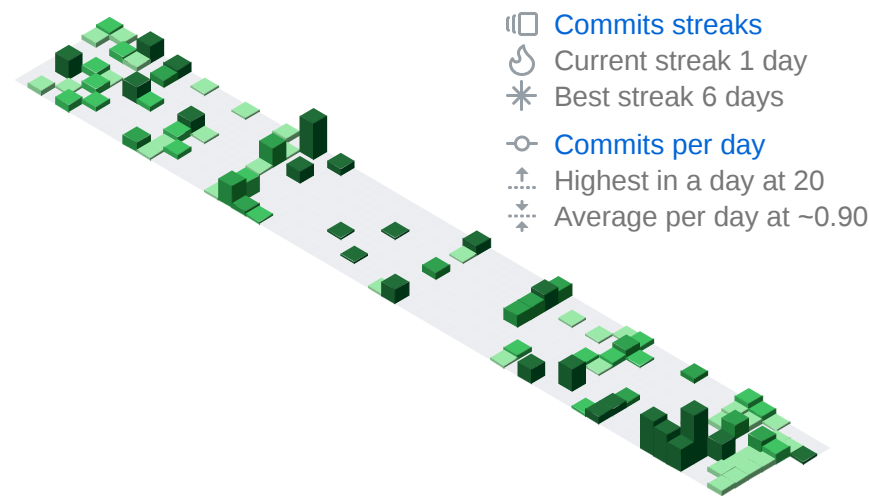 Commits streaks
Current streak 1 day
Best streak 6 days
Commits per day
Highest in a day at 20
Average per day at ~0.90